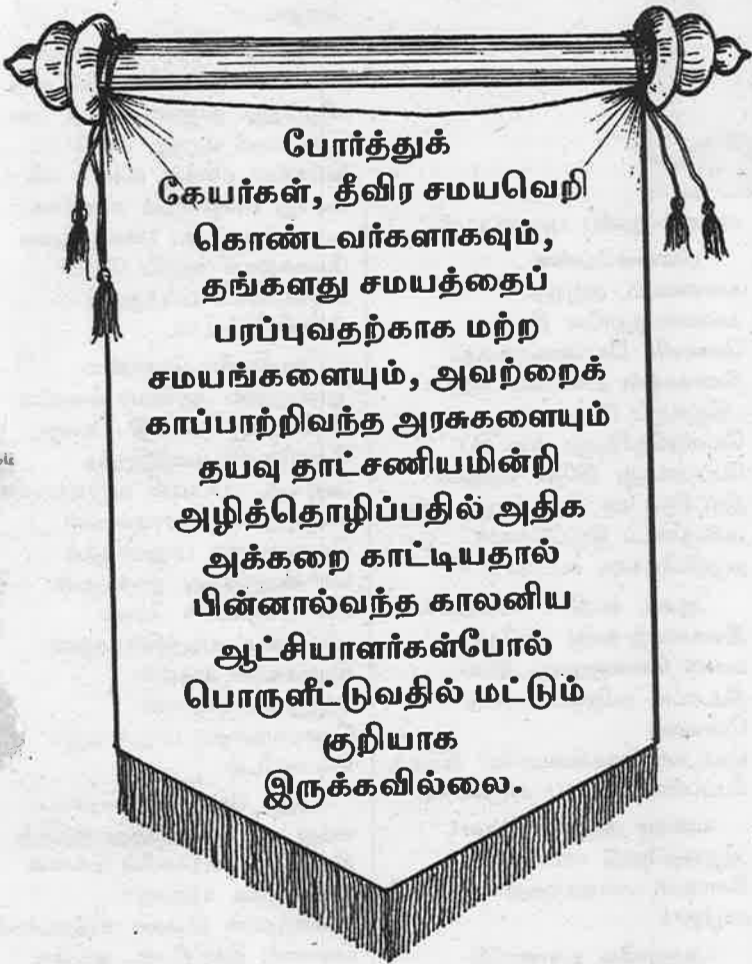 போர்த்துக்
கேயர்கள், தீவிர சமயவெறி
கொண்டவர்களாகவும்,
தங்களது சமயத்தைப்
பரப்புவதற்காக மற்ற
சமயங்களையும், அவற்றைக்
காப்பாற்றிவந்த அரசுகளையும்
தயவு தாட்சணியமின்றி
அழித்தொழிப்பதில் அதிக
அக்கறை காட்டியதால்
பின்னால்வந்த காலனிய
ஆட்சியாளர்கள்போல்
பொருளீட்டுவதில் மட்டும்
குறியாக
இருக்கவில்லை.